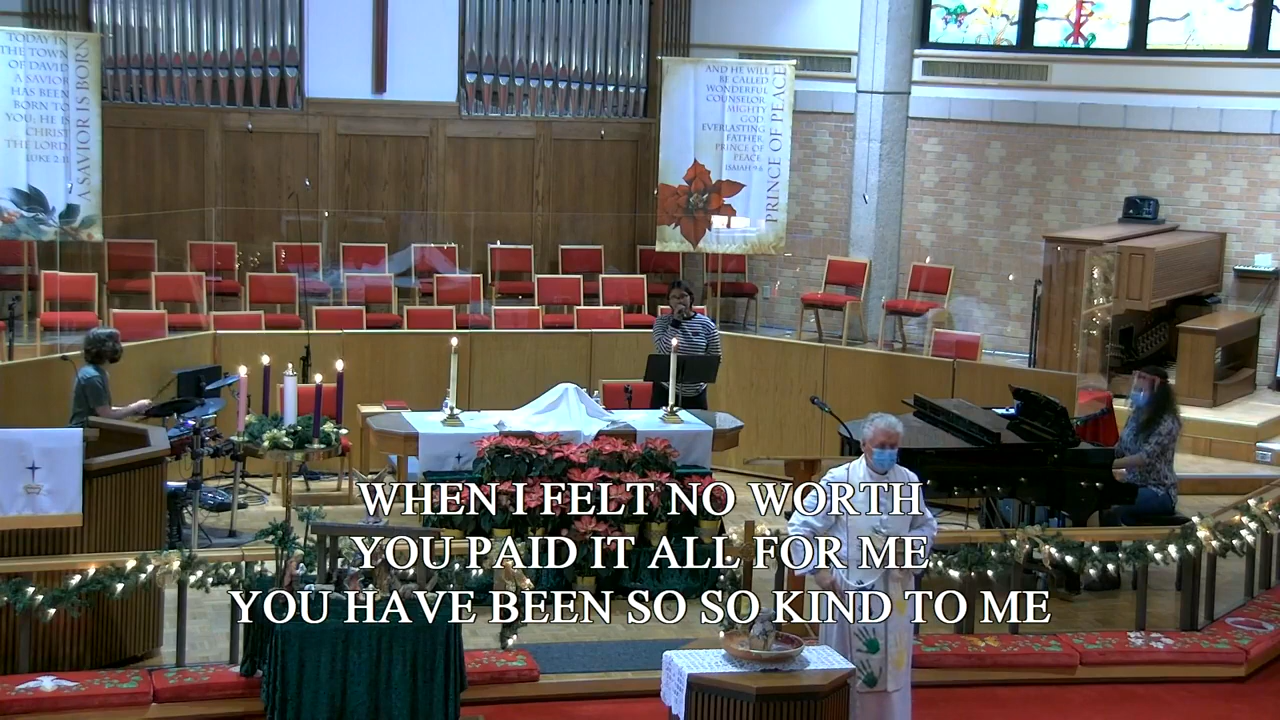 TODAY IN
THE TOWN
OF DAVID
A SAVIOR
HAS BEEN
BORN TO
YOU; HE IS
CHRIST
THE LORD.
LUKE 2:11
A SAVIOR IS BORN
AND HE WILL
BE CALLED
WONDERFUL
COUNSELOR,
MIGHTY
GOD,
EVERLASTING
FATHER,
PRINCE OF
PEACE.
ISAIAH 9:6
PRINCE OF PEACE
WHEN I FELT NO WORTH
YOU PAID IT ALL FOR ME
YOU HAVE BEEN SO SO KIND TO ME